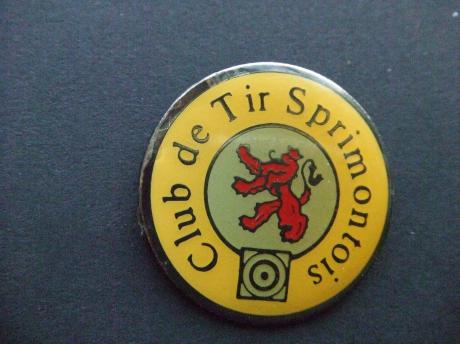 Club de Tir Sprimontois